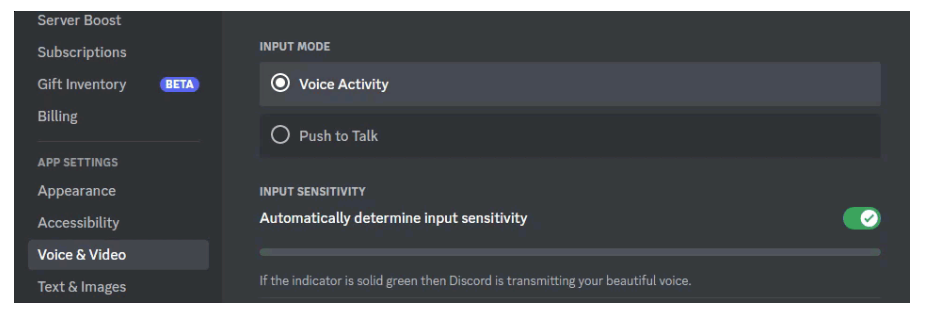 Server Boost
Subscriptions
Gift Inventory BETA
Billing
APP SETTINGS
Appearance
Accessibility
Voice & Video
Text & Images
INPUT MODE
Voice Activity
Push to Talk
INPUT SENSITIVITY
Automatically determine input sensitivity
If the indicator is solid green then Discord is transmitting your beautiful voice.